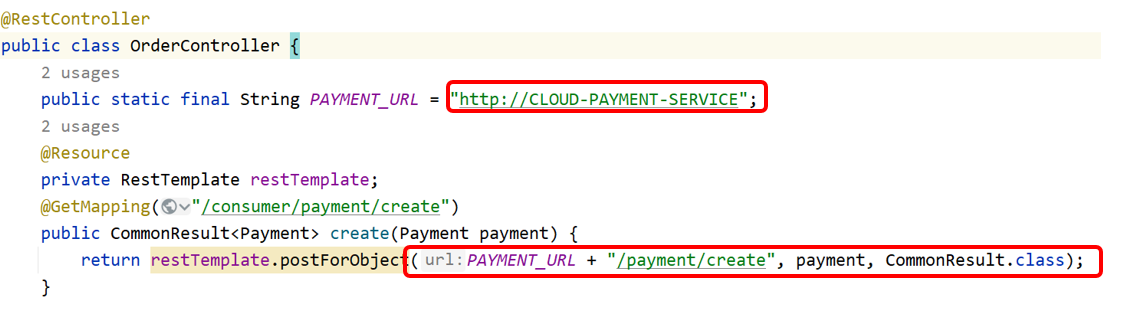 @RestController
public class OrderController {
2 usages
public static final String PAYMENT_URL = "http://CLOUD-PAYMENT-SERVICE";
2 usages
@Resource
private RestTemplate restTemplate;
@GetMapping("/consumer/payment/create")
public CommonResult<Payment> create(Payment payment) {
return restTemplate.postForObject( url: PAYMENT_URL + "/payment/create", payment, CommonResult.class);
}